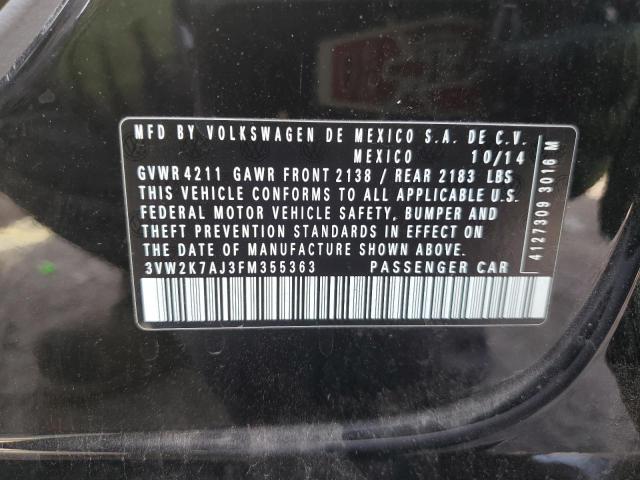 MFD BY VOLKSWAGEN DE MEXICO S.A. DE C.V.
MEXICO 10/14
GVWR 4211 GAWR FRONT 2138 / REAR 2183 LBS
THIS VEHICLE CONFORMS TO ALL APPLICABLE U.S.
FEDERAL MOTOR VEHICLE SAFETY, BUMPER AND
THEFT PREVENTION STANDARDS IN EFFECT ON
THE DATE OF MANUFACTURE SHOWN ABOVE.
3VW2K7AJ3FM355363 PASSENGER CAR
4127309 3016 M